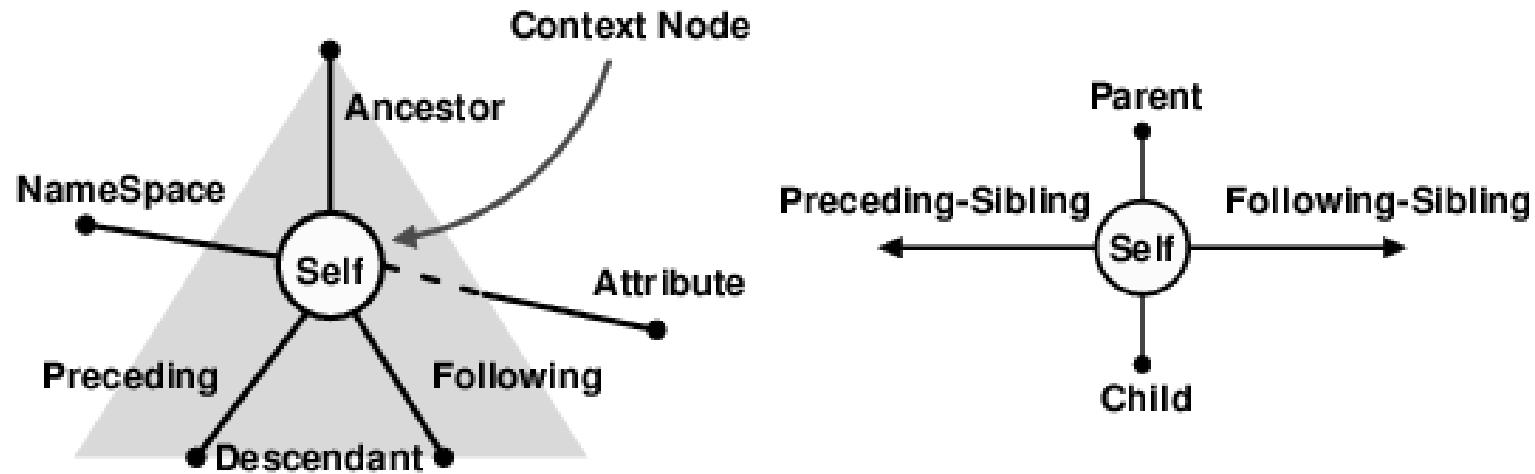 Context Node
Ancestor
NameSpace
Self
Attribute
Preceding
Following
Descendant
Parent
Preceding-Sibling
Following-Sibling
Self
Child